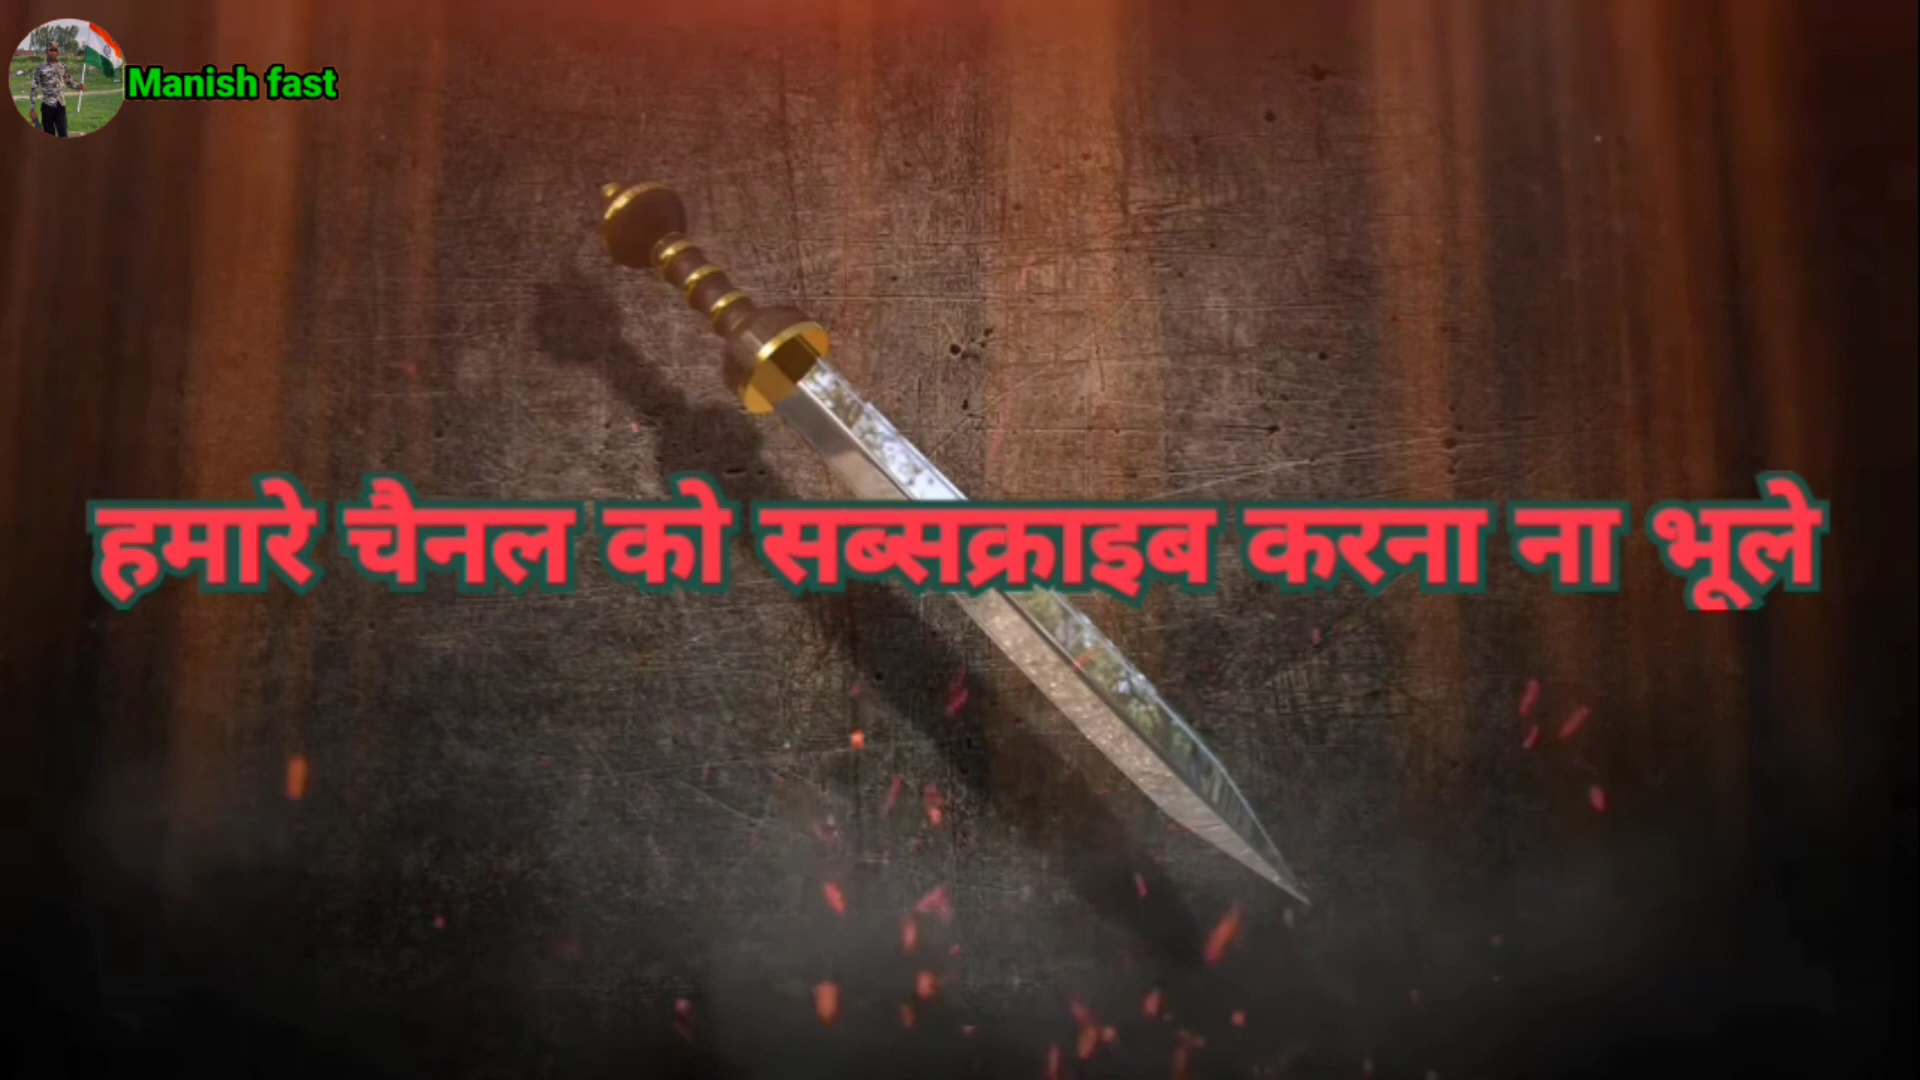 Manish fast
हमारे चैनल को सब्सक्राइब करना ना भूले